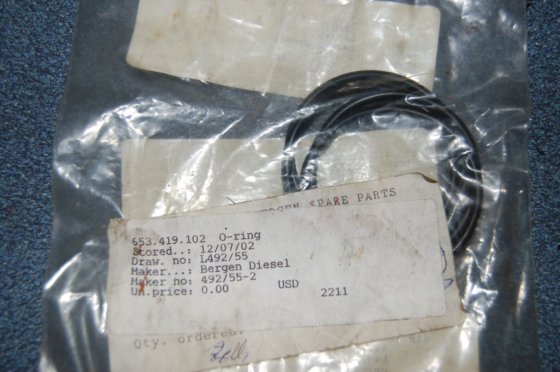 SPARE PARTS
653.419.102 O-ring
Stored..: 12/07/02
Draw. no: L492/55
Maker...: Bergen Diesel
Maker no: 492/55-2
Un.price: 0.00 USD 2211
Qty. ordered: